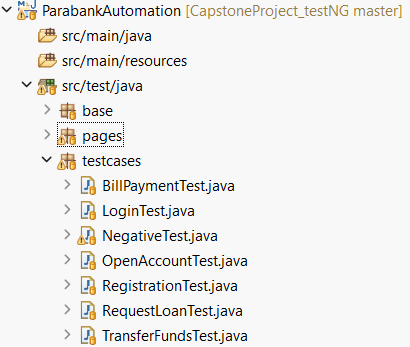 ParabankAutomation [CapstoneProject_testNG master]
src/main/java
src/main/resources
src/test/java
base
pages
testcases
BillPaymentTest.java
LoginTest.java
NegativeTest.java
OpenAccountTest.java
RegistrationTest.java
RequestLoanTest.java
TransferFundsTest.java